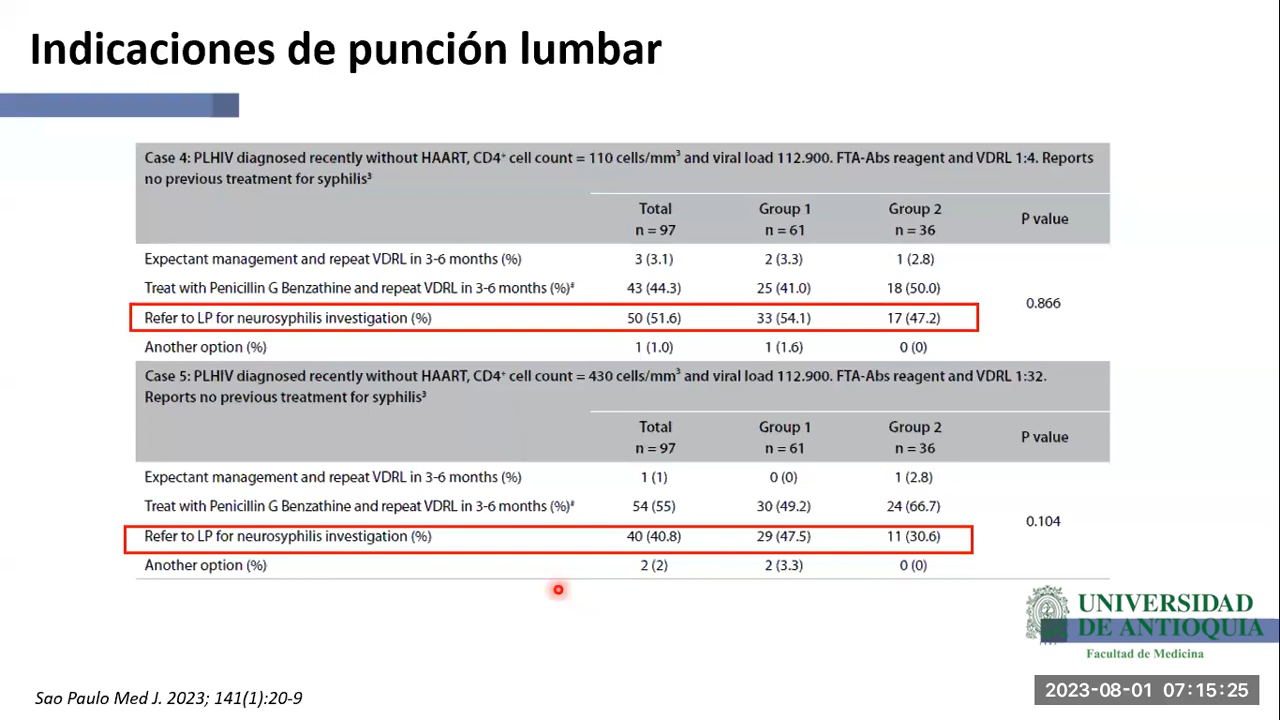 Indicaciones de punción lumbar
Case 4: PLHIV diagnosed recently without HAART, CD4⁺ cell count = 110 cells/mm³ and viral load 112.900. FTA-Abs reagent and VDRL 1:4. Reports
no previous treatment for syphilis³
Total Group 1 Group 2 P value
n = 97 n = 61 n = 36
Expectant management and repeat VDRL in 3-6 months (%) 3 (3.1) 2 (3.3) 1 (2.8)
Treat with Penicillin G Benzathine and repeat VDRL in 3-6 months (%)# 43 (44.3) 25 (41.0) 18 (50.0)
0.866
Refer to LP for neurosyphilis investigation (%) 50 (51.6) 33 (54.1) 17 (47.2)
Another option (%) 1 (1.0) 1 (1.6) 0 (0)
Case 5: PLHIV diagnosed recently without HAART, CD4⁺ cell count = 430 cells/mm³ and viral load 112.900. FTA-Abs reagent and VDRL 1:32.
Reports no previous treatment for syphilis³
Total Group 1 Group 2 P value
n = 97 n = 61 n = 36
Expectant management and repeat VDRL in 3-6 months (%) 1 (1) 0 (0) 1 (2.8)
Treat with Penicillin G Benzathine and repeat VDRL in 3-6 months (%)# 54 (55) 30 (49.2) 24 (66.7)
0.104
Refer to LP for neurosyphilis investigation (%) 40 (40.8) 29 (47.5) 11 (30.6)
Another option (%) 2 (2) 2 (3.3) 0 (0)
UNIVERSIDAD
DE ANTIOQUIA
Facultad de Medicina
Sao Paulo Med J. 2023; 141(1):20-9
2023-08-01 07:15:25